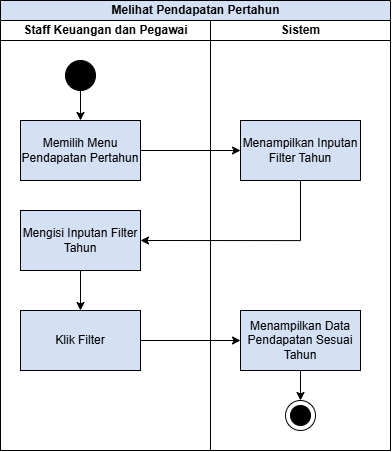 Melihat Pendapatan Pertahun
Staff Keuangan dan Pegawai
Sistem
Memilih Menu
Pendapatan Pertahun
Menampilkan Inputan
Filter Tahun
Mengisi Inputan Filter
Tahun
Klik Filter
Menampilkan Data
Pendapatan Sesuai
Tahun